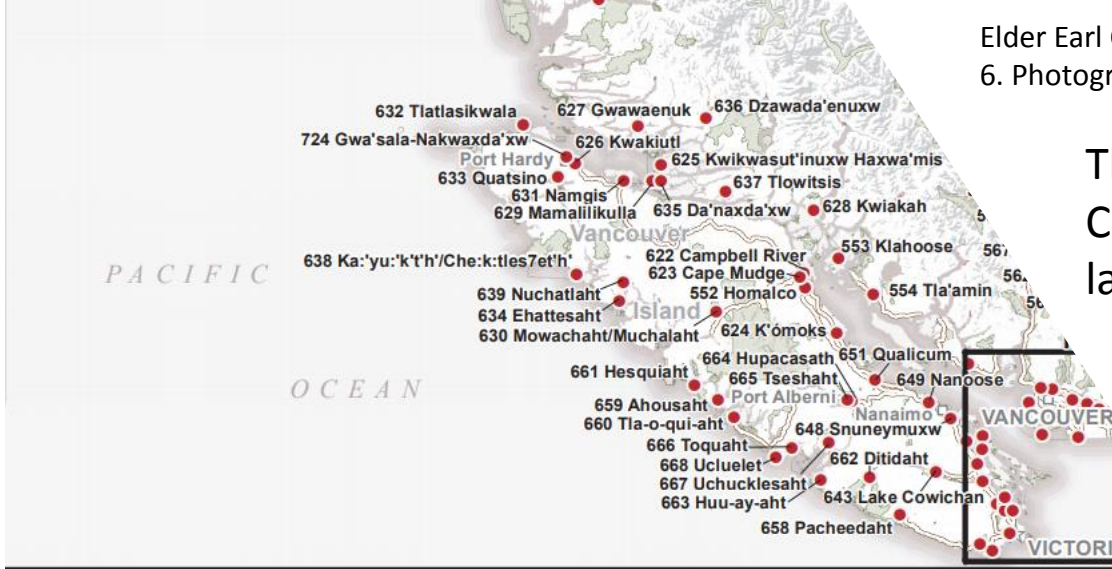 Elder Earl
6. Photogr
632 Tlatlasikwala
627 Gwawaenuk
636 Dzawada'enuxw
724 Gwa'sala-Nakwaxda'xw
626 Kwakiutl
Port Hardy
625 Kwikwasut'inuxw Haxwa'mis
633 Quatsino
637 Tlowitsis
631 Namgis
629 Mamalilikulla
635 Da'naxda'xw
628 Kwiakah
Vancouver
553 Klahoose
638 Ka:'yu:'k't'h'/Che:k:tles7et'h'
622 Campbell River
PACIFIC
623 Cape Mudge
639 Nuchatlaht
552 Homalco
554 Tla'amin
634 Ehattesaht
Island
630 Mowachaht/Muchalaht
624 K'ómoks
664 Hupacasath
651 Qualicum
661 Hesquiaht
665 Tseshaht
649 Nanoose
OCEAN
Port Alberni
659 Ahousaht
Nanaimo
VANCOUVER
660 Tla-o-qui-aht
648 Snuneymuxw
666 Toquaht
668 Ucluelet
662 Ditidaht
667 Uchucklesaht
663 Huu-ay-aht
643 Lake Cowichan
658 Pacheedaht
VICTORI